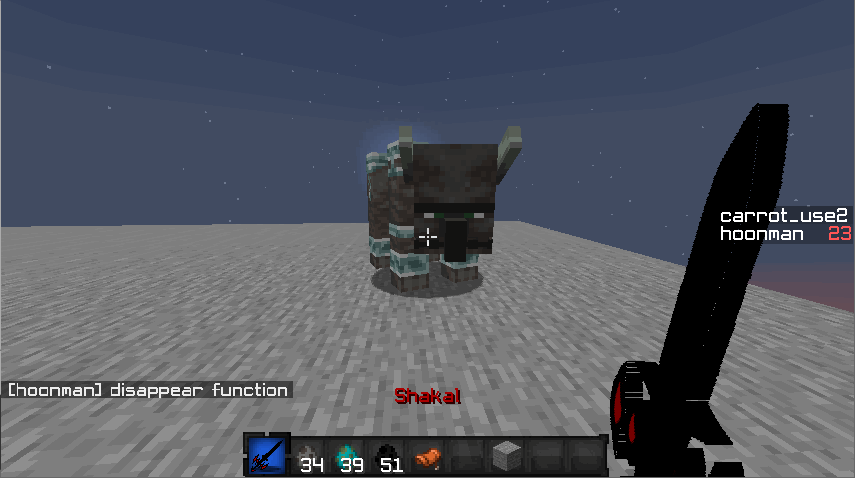 carrot_use2
hoonman 23
[hoonman] disappear function
Shakal
34 39 51